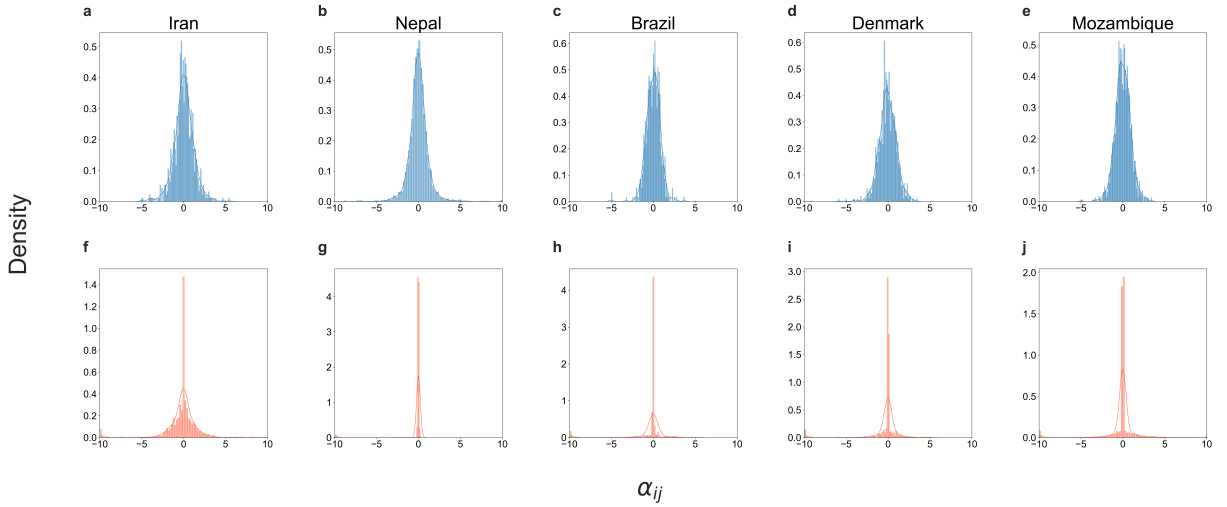 a b c d e
Iran Nepal Brazil Denmark Mozambique
0.5 0.5 0.6 0.6 0.5
0.4 0.4 0.5 0.5 0.4
0.3 0.3 0.4 0.4 0.3
0.2 0.2 0.3 0.3 0.2
0.1 0.1 0.2 0.2 0.1
0.0 0.0 0.1 0.1 0.0
0.0 0.0
−10 −5 0 5 10 −10 −5 0 5 10 −10 −5 0 5 10 −10 −5 0 5 10 −10 −5 0 5 10
Density
f g h i j
1.4 4 4 3.0 2.0
1.2 3 3 2.5 1.5
1.0 2 2 2.0 1.0
0.8 1 1 1.5 0.5
0.6 0 0 1.0 0.0
0.4 0.5
0.2 0.0
0.0
−10 −5 0 5 10 −10 −5 0 5 10 −10 −5 0 5 10 −10 −5 0 5 10 −10 −5 0 5 10
α_ij